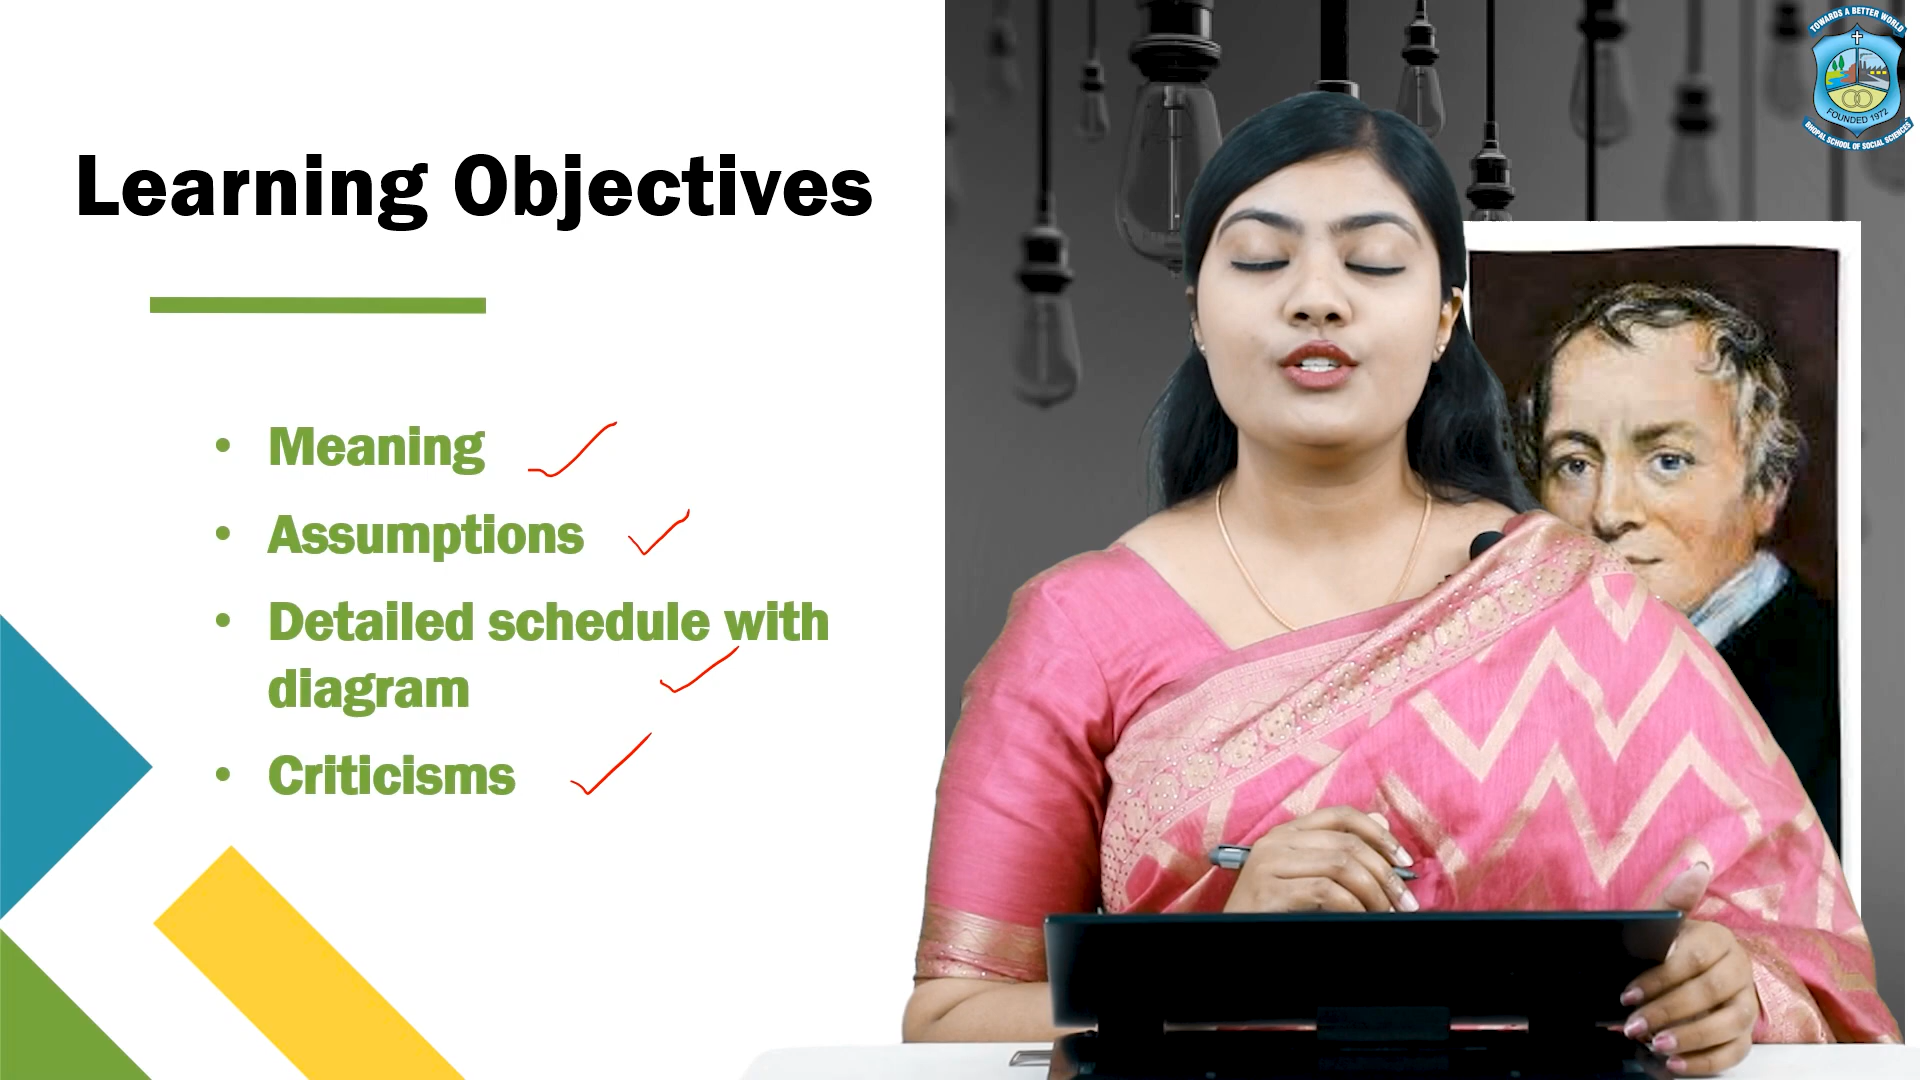 Learning Objectives
• Meaning
• Assumptions
• Detailed schedule with
diagram
• Criticisms
TOWARDS A BETTER WORLD
FOUNDED 1972
BHOPAL SCHOOL OF SOCIAL SCIENCES